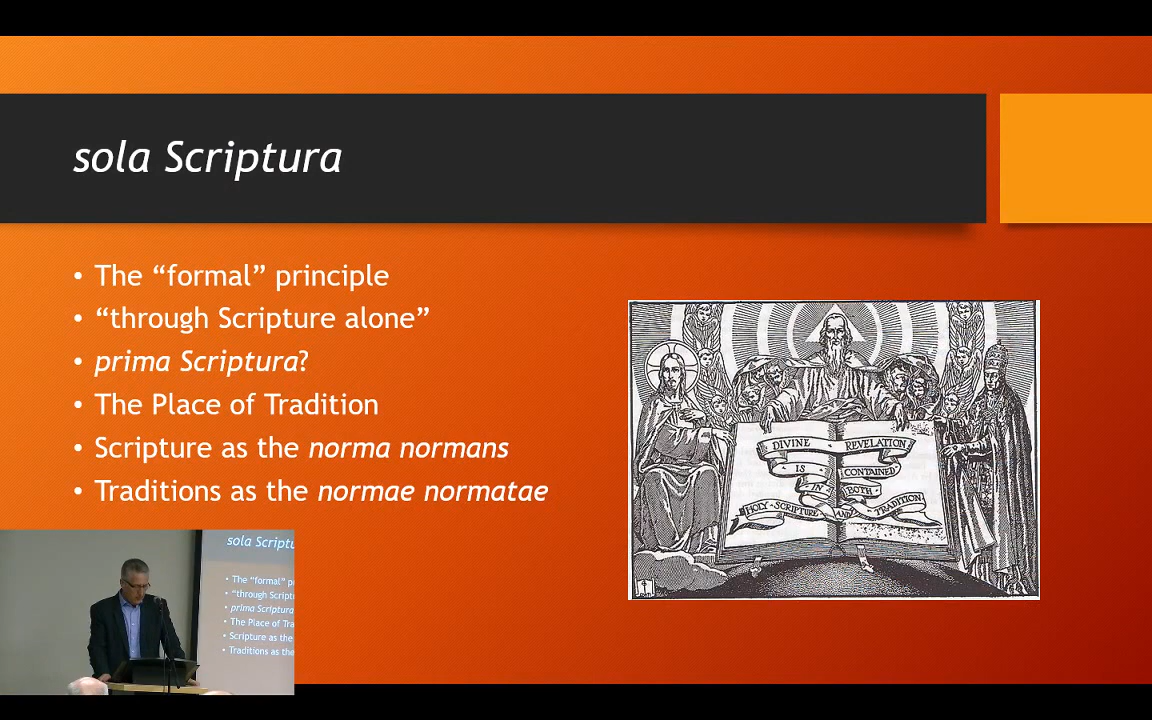 sola Scriptura
• The “formal” principle
• “through Scripture alone”
• prima Scriptura?
• The Place of Tradition
• Scripture as the norma normans
• Traditions as the normae normatae
DIVINE REVELATION
IS CONTAINED
IN BOTH
HOLY SCRIPTURE AND TRADITION
sola Scriptu
• The “formal” p
• “through Script
• prima Scriptura
• The Place of Tra
• Scripture as the
• Traditions as the